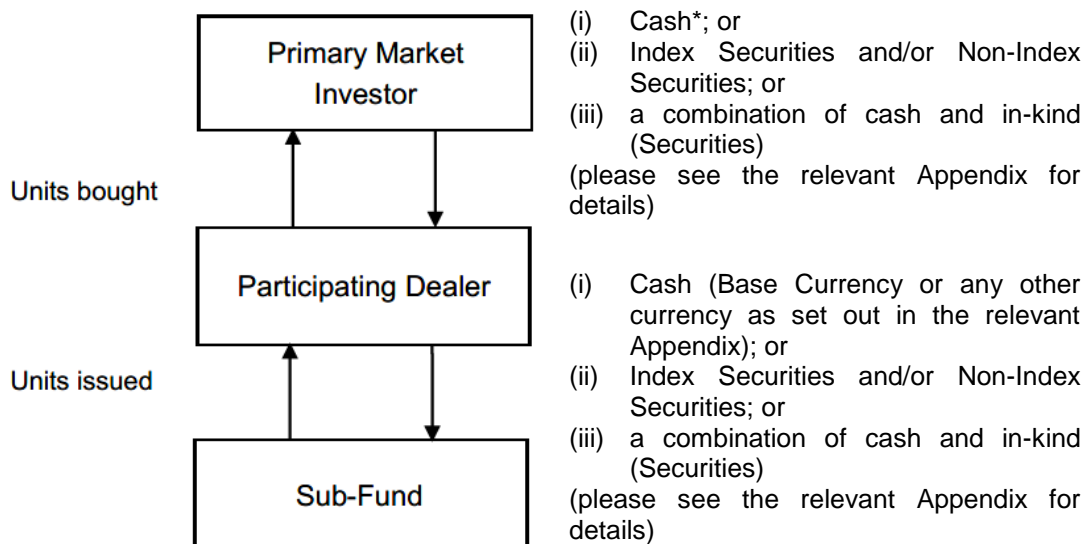 Primary Market
Investor
(i) Cash*; or
(ii) Index Securities and/or Non-Index
Securities; or
(iii) a combination of cash and in-kind
(Securities)
(please see the relevant Appendix for
details)
Units bought
Participating Dealer
(i) Cash (Base Currency or any other
currency as set out in the relevant
Appendix); or
(ii) Index Securities and/or Non-Index
Securities; or
(iii) a combination of cash and in-kind
(Securities)
(please see the relevant Appendix for
details)
Units issued
Sub-Fund